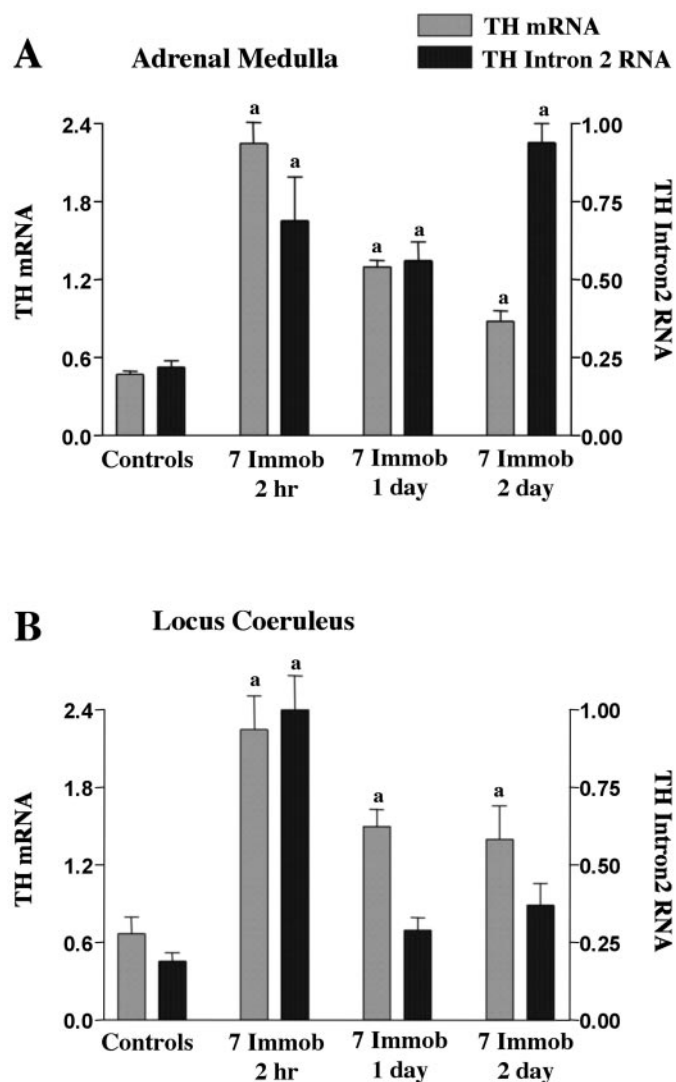 TH mRNA
TH Intron 2 RNA
A
Adrenal Medulla
a
a
a
a
a
a
2.4
1.8
1.2
0.6
0.0
TH mRNA
1.00
0.75
0.50
0.25
0.00
TH Intron2 RNA
Controls
7 Immob
2 hr
7 Immob
1 day
7 Immob
2 day
B
Locus Coeruleus
a
a
a
a
2.4
1.8
1.2
0.6
0.0
TH mRNA
1.00
0.75
0.50
0.25
0.00
TH Intron2 RNA
Controls
7 Immob
2 hr
7 Immob
1 day
7 Immob
2 day